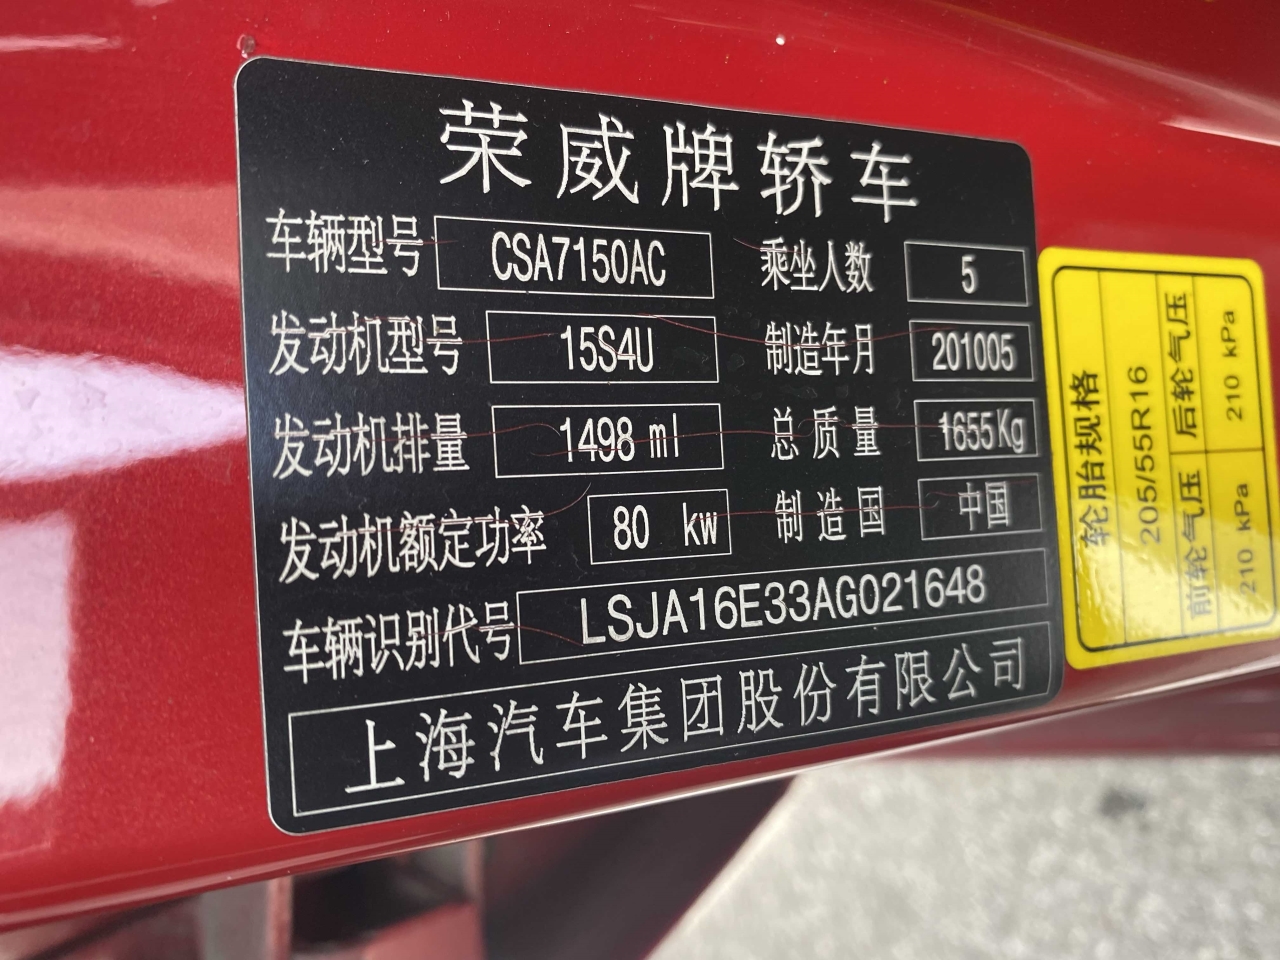 荣威牌轿车
车辆型号 CSA7150AC 乘坐人数 5
发动机型号 15S4U 制造年月 201005
发动机排量 1498 ml 总质量 1655Kg
发动机额定功率 80 kw 制造国 中国
车辆识别代号 LSJA16E33AG021648
上海汽车集团股份有限公司
轮胎规格
205/55R16
前轮气压 后轮气压
210 kPa 210 kPa